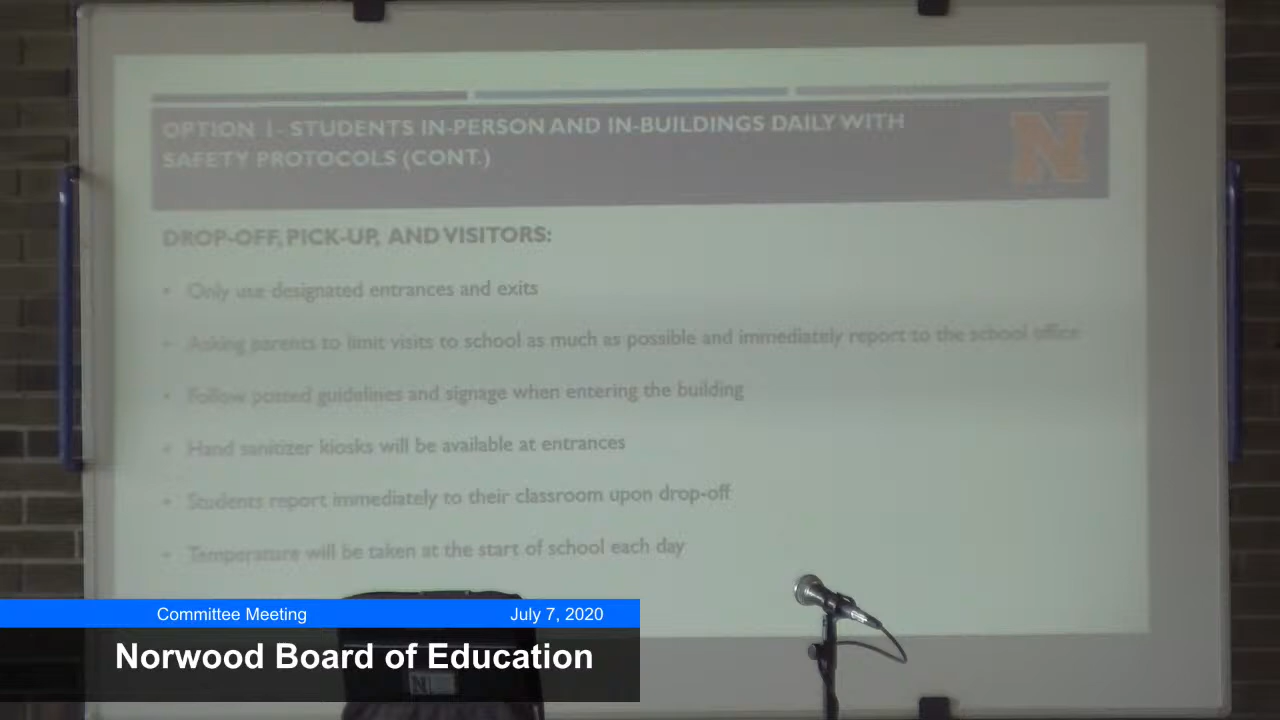 OPTION 1- STUDENTS IN-PERSON AND IN-BUILDINGS DAILY WITH
SAFETY PROTOCOLS (CONT.)
N
DROP-OFF, PICK-UP, AND VISITORS:
• Only use designated entrances and exits
• Asking parents to limit visits to school as much as possible and immediately report to the school office
• Follow posted guidelines and signage when entering the building
• Hand sanitizer kiosks will be available at entrances
• Students report immediately to their classroom upon drop-off
• Temperature will be taken at the start of school each day
Committee Meeting July 7, 2020
Norwood Board of Education
N